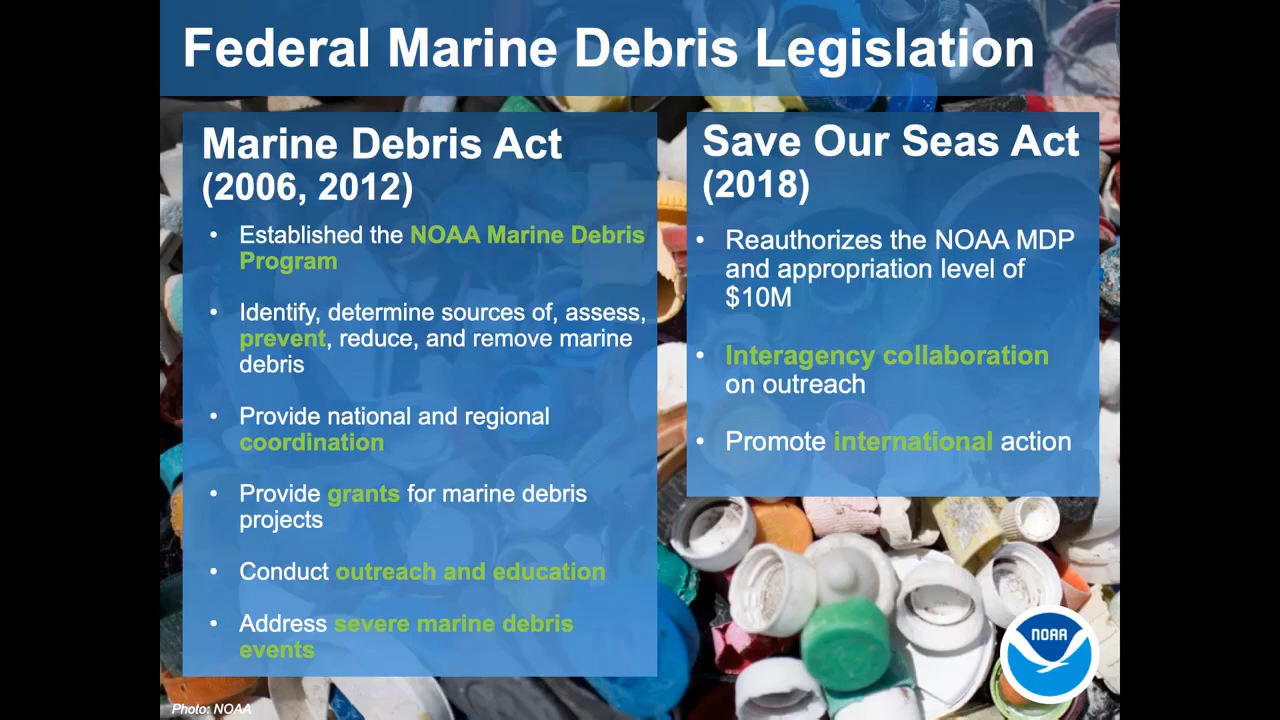 Federal Marine Debris Legislation
Marine Debris Act
(2006, 2012)
• Established the NOAA Marine Debris
Program
• Identify, determine sources of, assess,
prevent, reduce, and remove marine
debris
• Provide national and regional
coordination
• Provide grants for marine debris
projects
• Conduct outreach and education
• Address severe marine debris
events
Save Our Seas Act
(2018)
• Reauthorizes the NOAA MDP
and appropriation level of
$10M
• Interagency collaboration
on outreach
• Promote international action
NOAA
Photo: NOAA